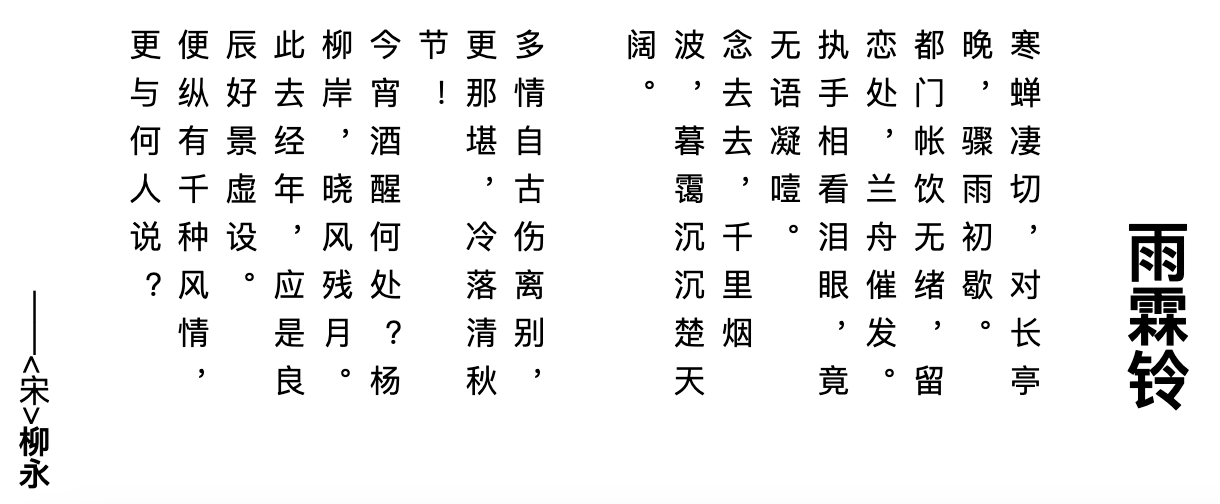 雨霖铃
寒蝉凄切，对长亭
晚，骤雨初歇。
都门帐饮无绪，留
恋处，兰舟催发。
执手相看泪眼，竟
无语凝噎。
念去去，千里烟
波，暮霭沉沉楚天
阔。
多情自古伤离别，
更那堪，冷落清秋
节！
今宵酒醒何处？杨
柳岸，晓风残月。
此去经年，应是良
辰好景虚设。
便纵有千种风情，
更与何人说？
——<宋>柳永